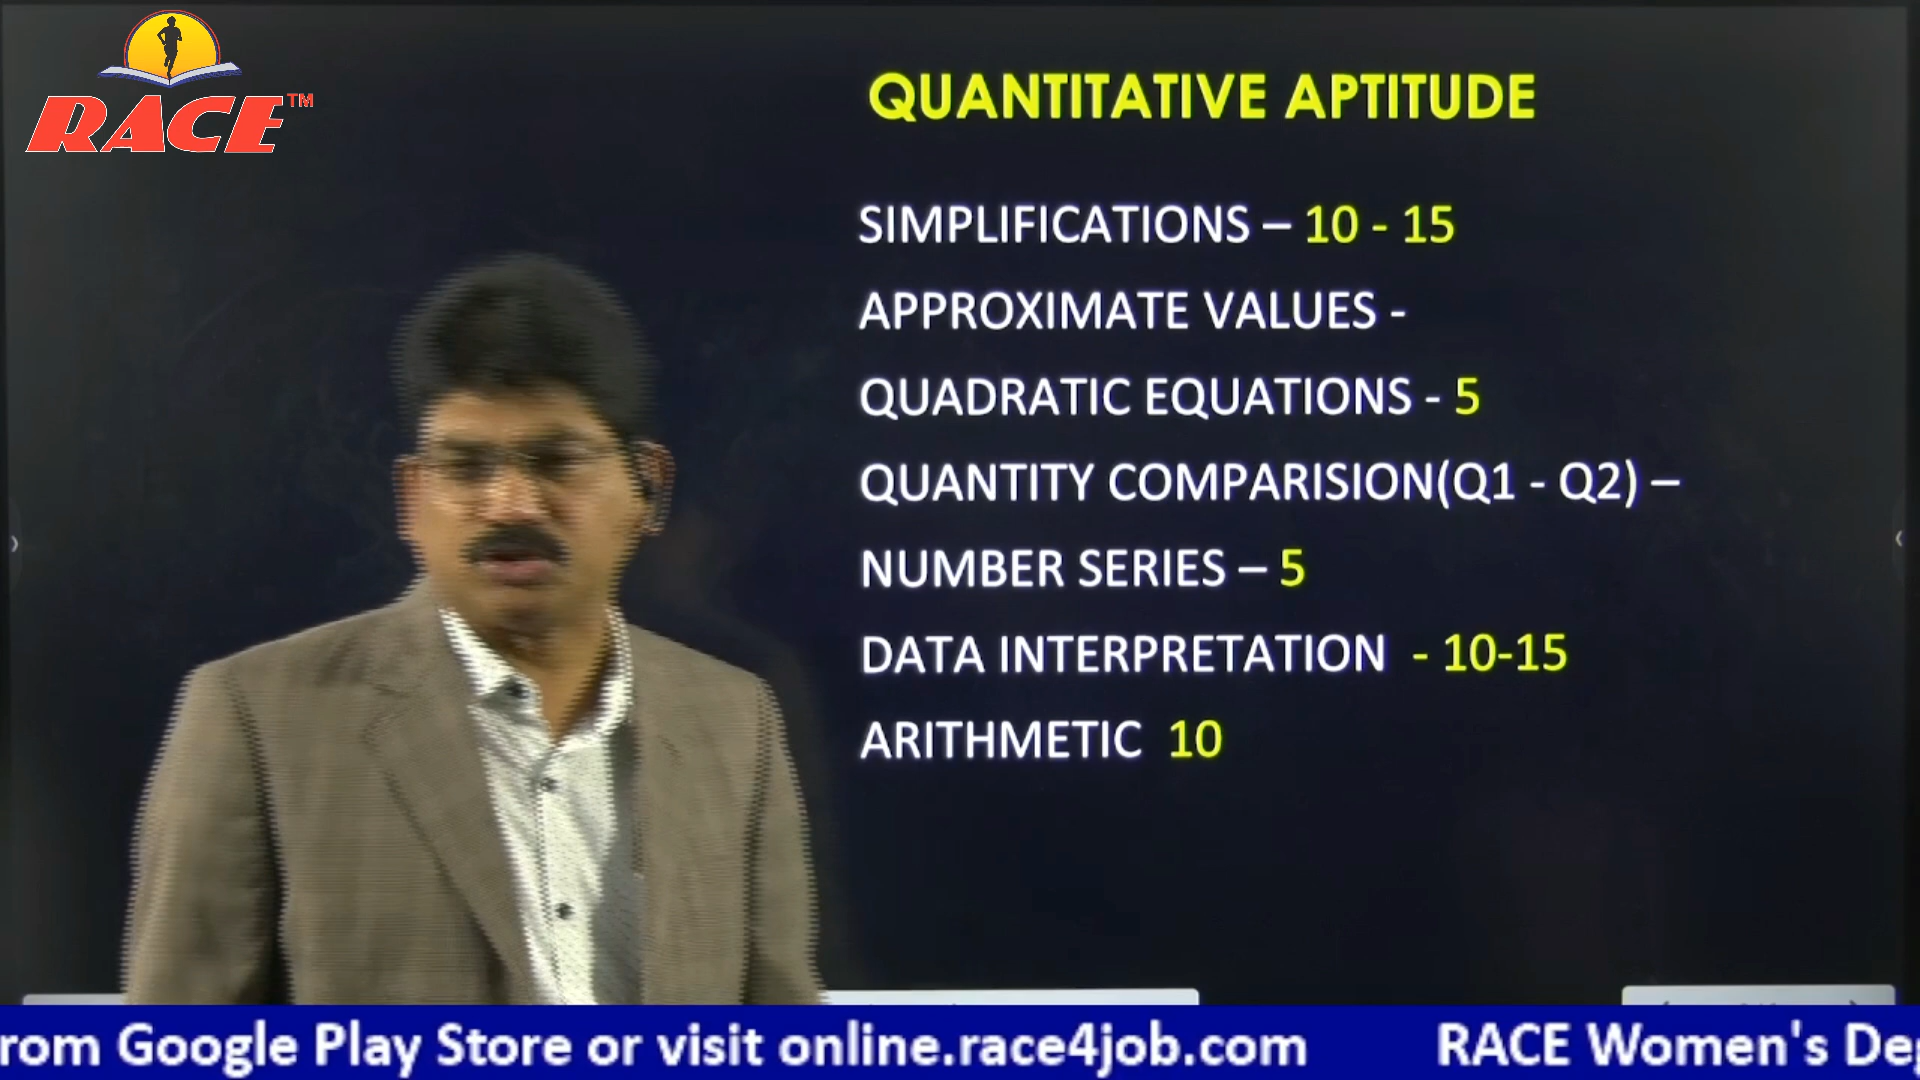 RACE™
QUANTITATIVE APTITUDE
SIMPLIFICATIONS – 10 - 15
APPROXIMATE VALUES -
QUADRATIC EQUATIONS - 5
QUANTITY COMPARISION(Q1 - Q2) –
NUMBER SERIES – 5
DATA INTERPRETATION - 10-15
ARITHMETIC 10
rom Google Play Store or visit online.race4job.com RACE Women's Deg